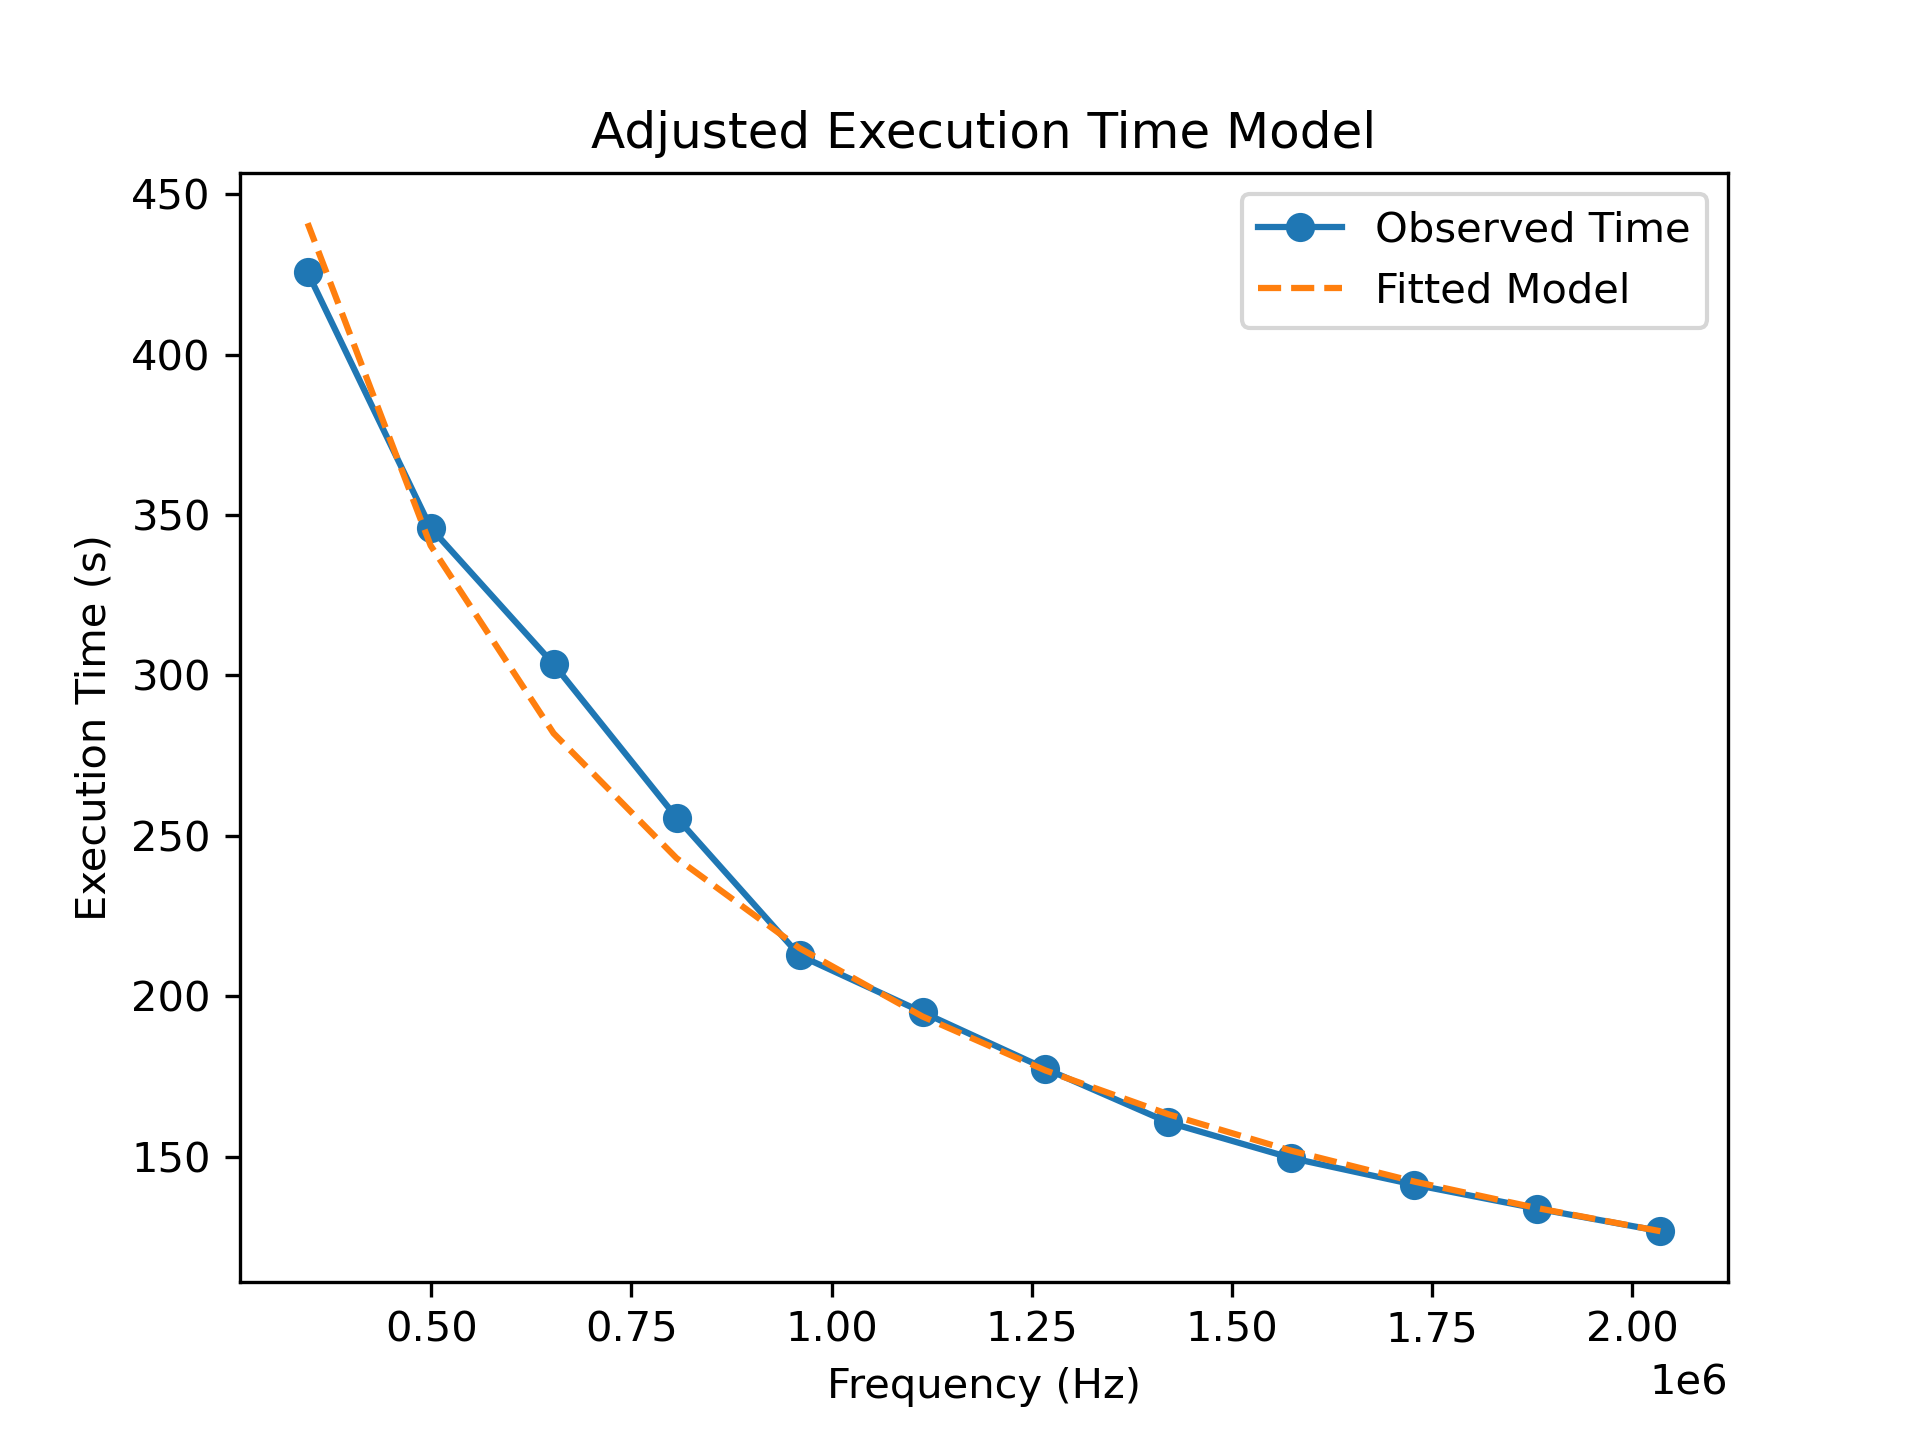 Adjusted Execution Time Model
Observed Time
Fitted Model
Execution Time (s)
450
400
350
300
250
200
150
0.50 0.75 1.00 1.25 1.50 1.75 2.00
1e6
Frequency (Hz)